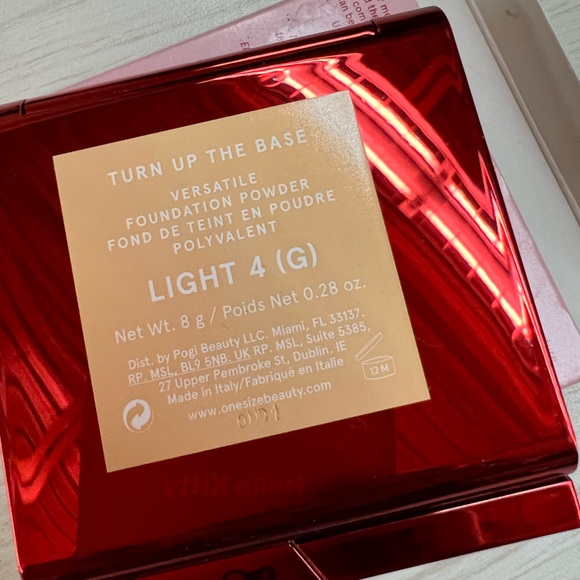 TURN UP THE BASE
VERSATILE
FOUNDATION POWDER
FOND DE TEINT EN POUDRE
POLYVALENT
LIGHT 4 (G)
Net Wt. 8 g / Poids Net 0.28 oz.
Dist. by Pogi Beauty LLC. Miami, FL 33137.
RP. MSL, BL9 5NB. UK RP. MSL, Suite 5385,
27 Upper Pembroke St, Dublin. IE
Made in Italy/Fabriqué en Italie
12 M
www.onesizebeauty.com